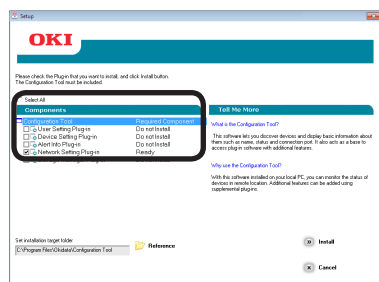 Setup
OKI
Please check the Plug-in that you want to install, and click Install button.
The Configuration Tool must be included.
Select All
Components
Tell Me More
Configuration Tool Required Component
User Setting Plug-in Do not Install
Device Setting Plug-in Do not Install
Alert Info Plug-in Do not Install
Network Setting Plug-in Ready
What is the Configuration Tool?
This software lets you discover devices and display basic information about
them such as name, status and connection port. It also acts as a base to
access plug-in software with additional features.
Why use the Configuration Tool?
With this software installed on your local PC, you can monitor the status of
devices in remote location. Additional features can be added using
supplemental plug-ins.
Set installation target folder
C:\Program Files\Okidata\Configuration Tool
Reference
Install
Cancel